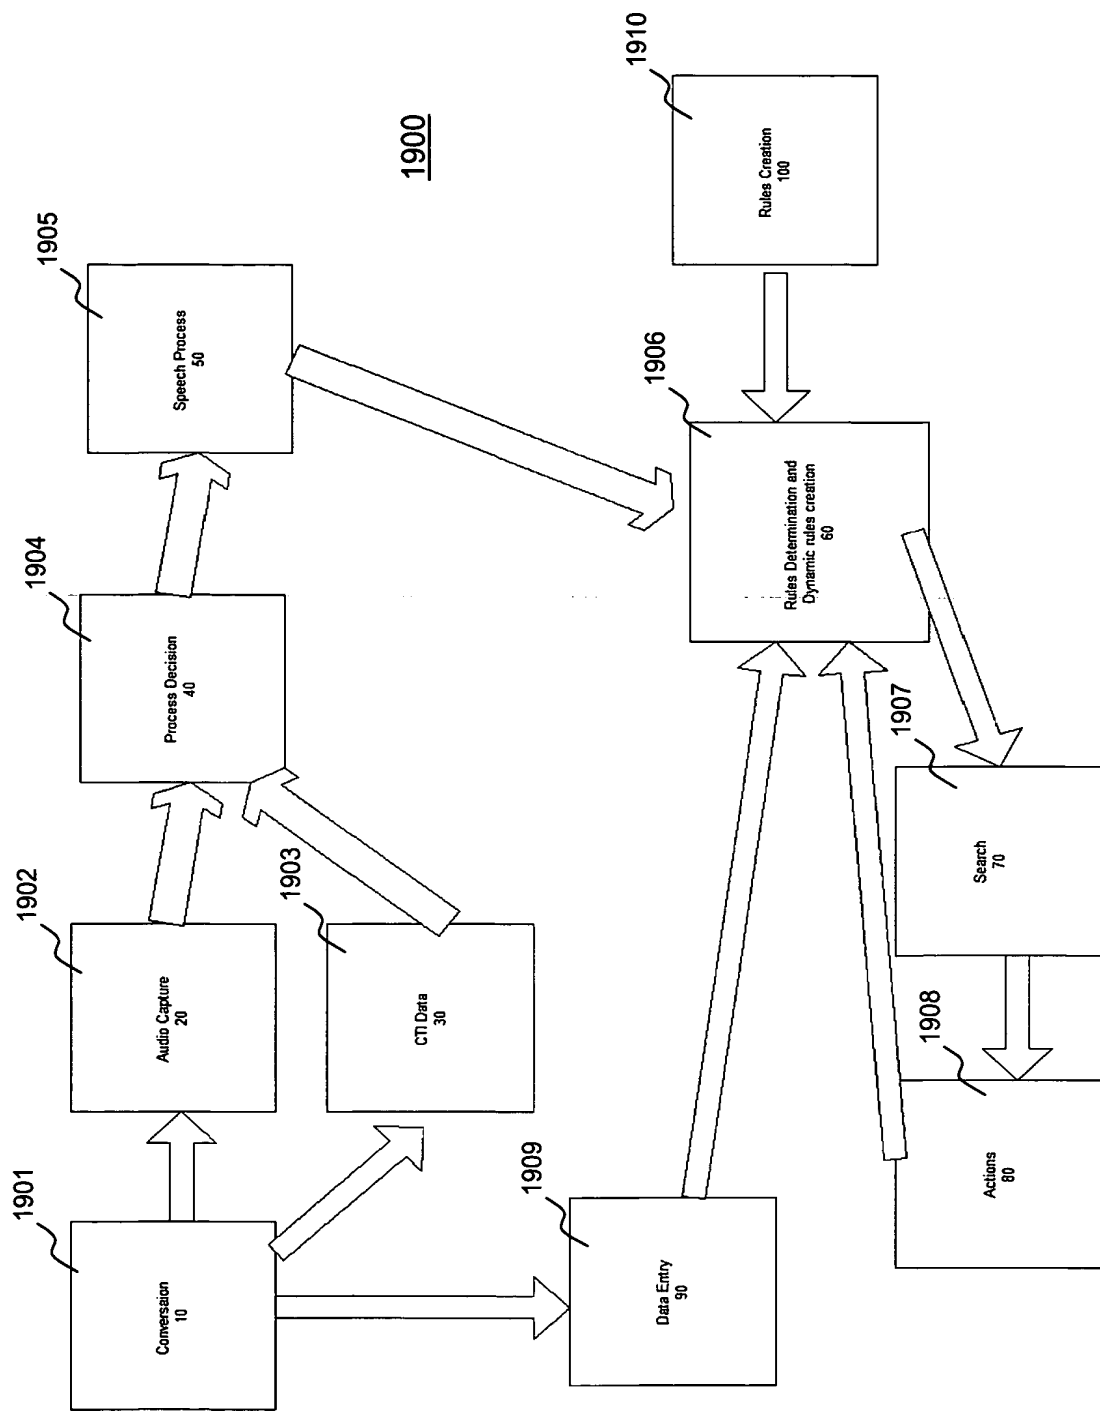 1900
1901
Conversaion
10
1902
Audio Capture
20
1903
CTI Data
30
1904
Process Decision
40
1905
Speech Process
50
1906
Rules Determination and
Dynamic rules creation
60
1907
Search
70
1908
Actions
80
1909
Data Entry
90
1910
Rules Creation
100